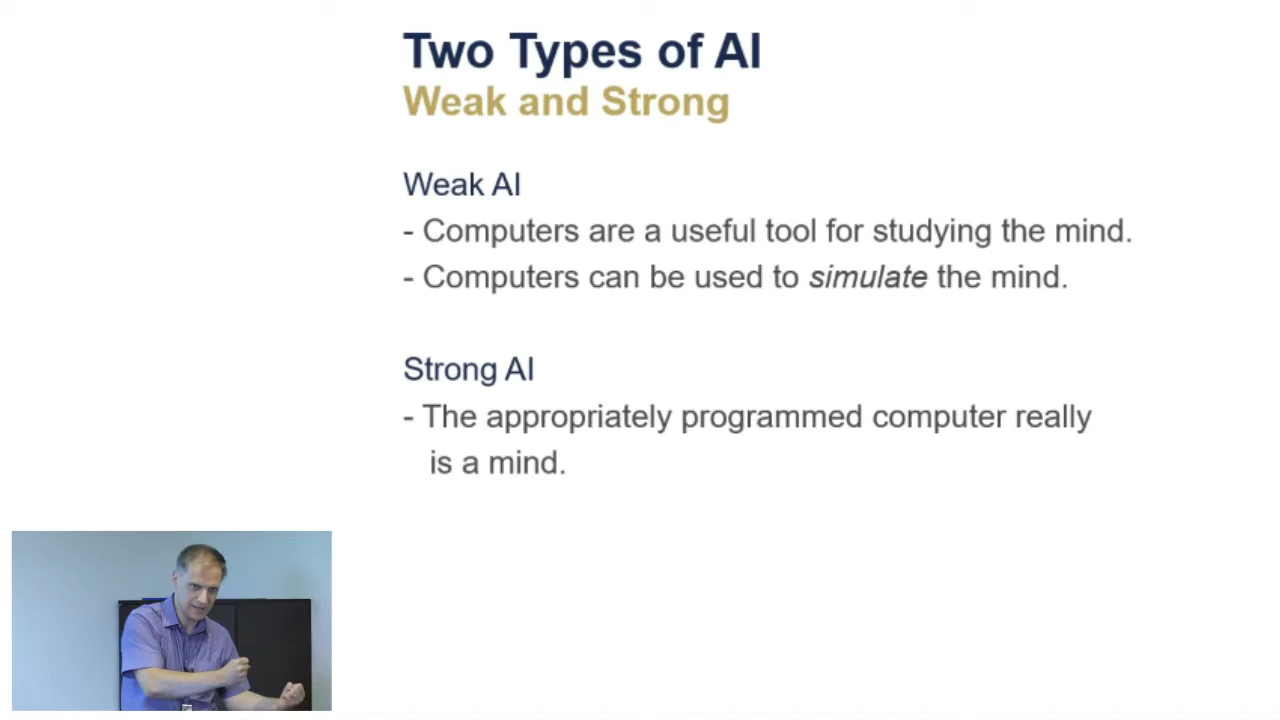 Two Types of AI
Weak and Strong
Weak AI
- Computers are a useful tool for studying the mind.
- Computers can be used to simulate the mind.
Strong AI
- The appropriately programmed computer really
is a mind.